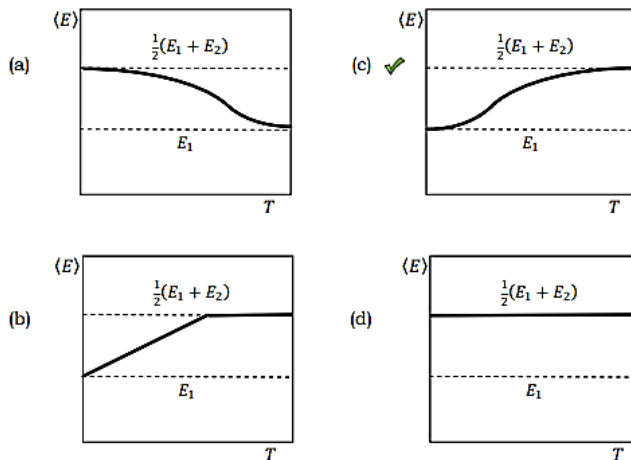 (a)
⟨E⟩
½(E₁ + E₂)
E₁
T
(c)
⟨E⟩
½(E₁ + E₂)
E₁
T
(b)
⟨E⟩
½(E₁ + E₂)
E₁
T
(d)
⟨E⟩
½(E₁ + E₂)
E₁
T